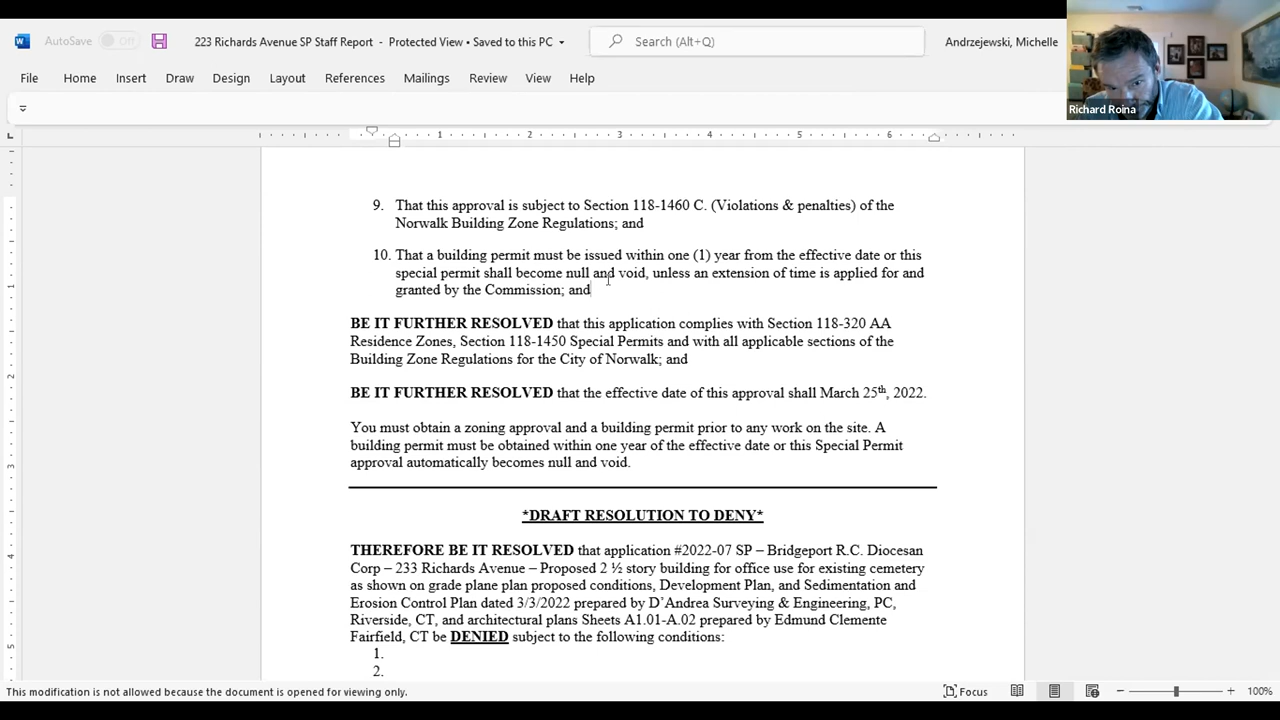 AutoSave Off 223 Richards Avenue SP Staff Report - Protected View • Saved to this PC Search (Alt+Q) Andrzejewski, Michelle
File Home Insert Draw Design Layout References Mailings Review View Help
Richard Roina
1 2 3 4 5 6
9. That this approval is subject to Section 118-1460 C. (Violations & penalties) of the
Norwalk Building Zone Regulations; and
10. That a building permit must be issued within one (1) year from the effective date or this
special permit shall become null and void, unless an extension of time is applied for and
granted by the Commission; and
BE IT FURTHER RESOLVED that this application complies with Section 118-320 AA
Residence Zones, Section 118-1450 Special Permits and with all applicable sections of the
Building Zone Regulations for the City of Norwalk; and
BE IT FURTHER RESOLVED that the effective date of this approval shall March 25th, 2022.
You must obtain a zoning approval and a building permit prior to any work on the site. A
building permit must be obtained within one year of the effective date or this Special Permit
approval automatically becomes null and void.
*DRAFT RESOLUTION TO DENY*
THEREFORE BE IT RESOLVED that application #2022-07 SP – Bridgeport R.C. Diocesan
Corp – 233 Richards Avenue – Proposed 2 ½ story building for office use for existing cemetery
as shown on grade plane plan proposed conditions, Development Plan, and Sedimentation and
Erosion Control Plan dated 3/3/2022 prepared by D'Andrea Surveying & Engineering, PC,
Riverside, CT, and architectural plans Sheets A1.01-A.02 prepared by Edmund Clemente
Fairfield, CT be DENIED subject to the following conditions:
1.
2.
1
2
3
4
5
This modification is not allowed because the document is opened for viewing only. Focus 100%